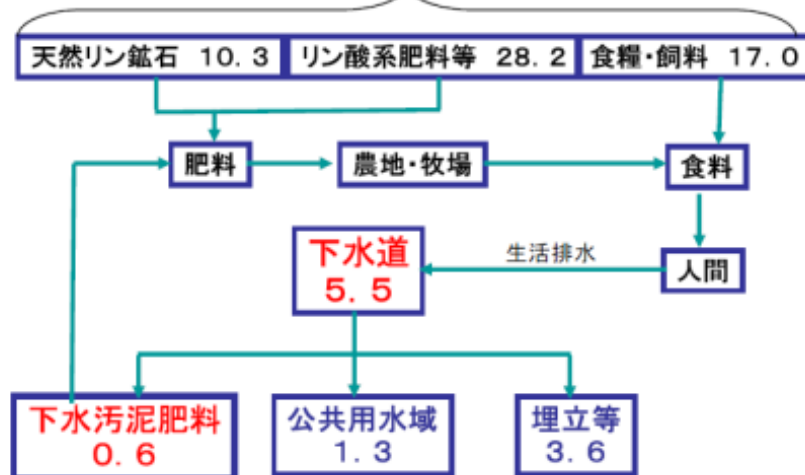 天然リン鉱石 10.3 リン酸系肥料等 28.2 食糧・飼料 17.0
肥料 農地・牧場 食料
下水道
5.5
生活排水
人間
下水汚泥肥料
0.6
公共用水域
1.3
埋立等
3.6